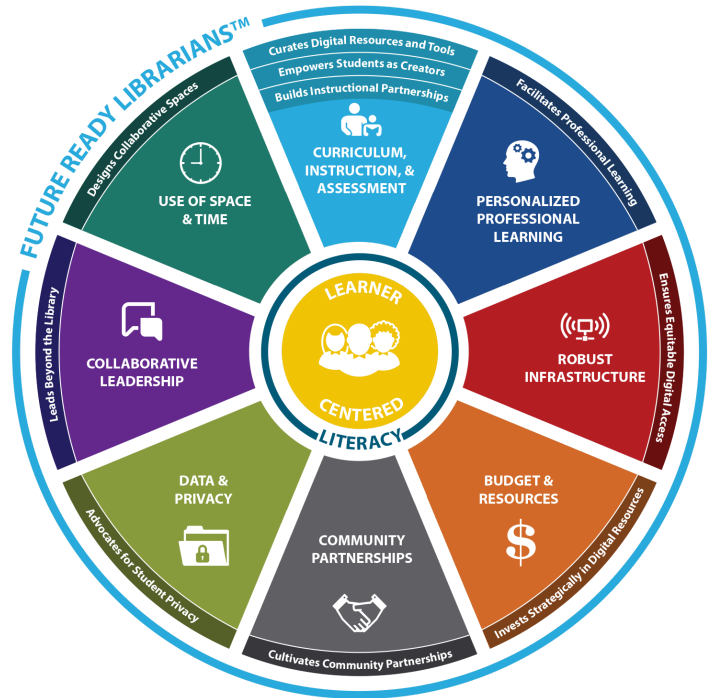 FUTURE READY LIBRARIANS™
Curates Digital Resources and Tools
Empowers Students as Creators
Builds Instructional Partnerships
CURRICULUM,
INSTRUCTION, &
ASSESSMENT
Facilitates Professional Learning
PERSONALIZED
PROFESSIONAL
LEARNING
Ensures Equitable Digital Access
ROBUST
INFRASTRUCTURE
Invests Strategically in Digital Resources
BUDGET &
RESOURCES
$
Cultivates Community Partnerships
COMMUNITY
PARTNERSHIPS
Advocates for Student Privacy
DATA &
PRIVACY
Leads Beyond the Library
COLLABORATIVE
LEADERSHIP
Designs Collaborative Spaces
USE OF SPACE
& TIME
LEARNER
CENTERED
LITERACY